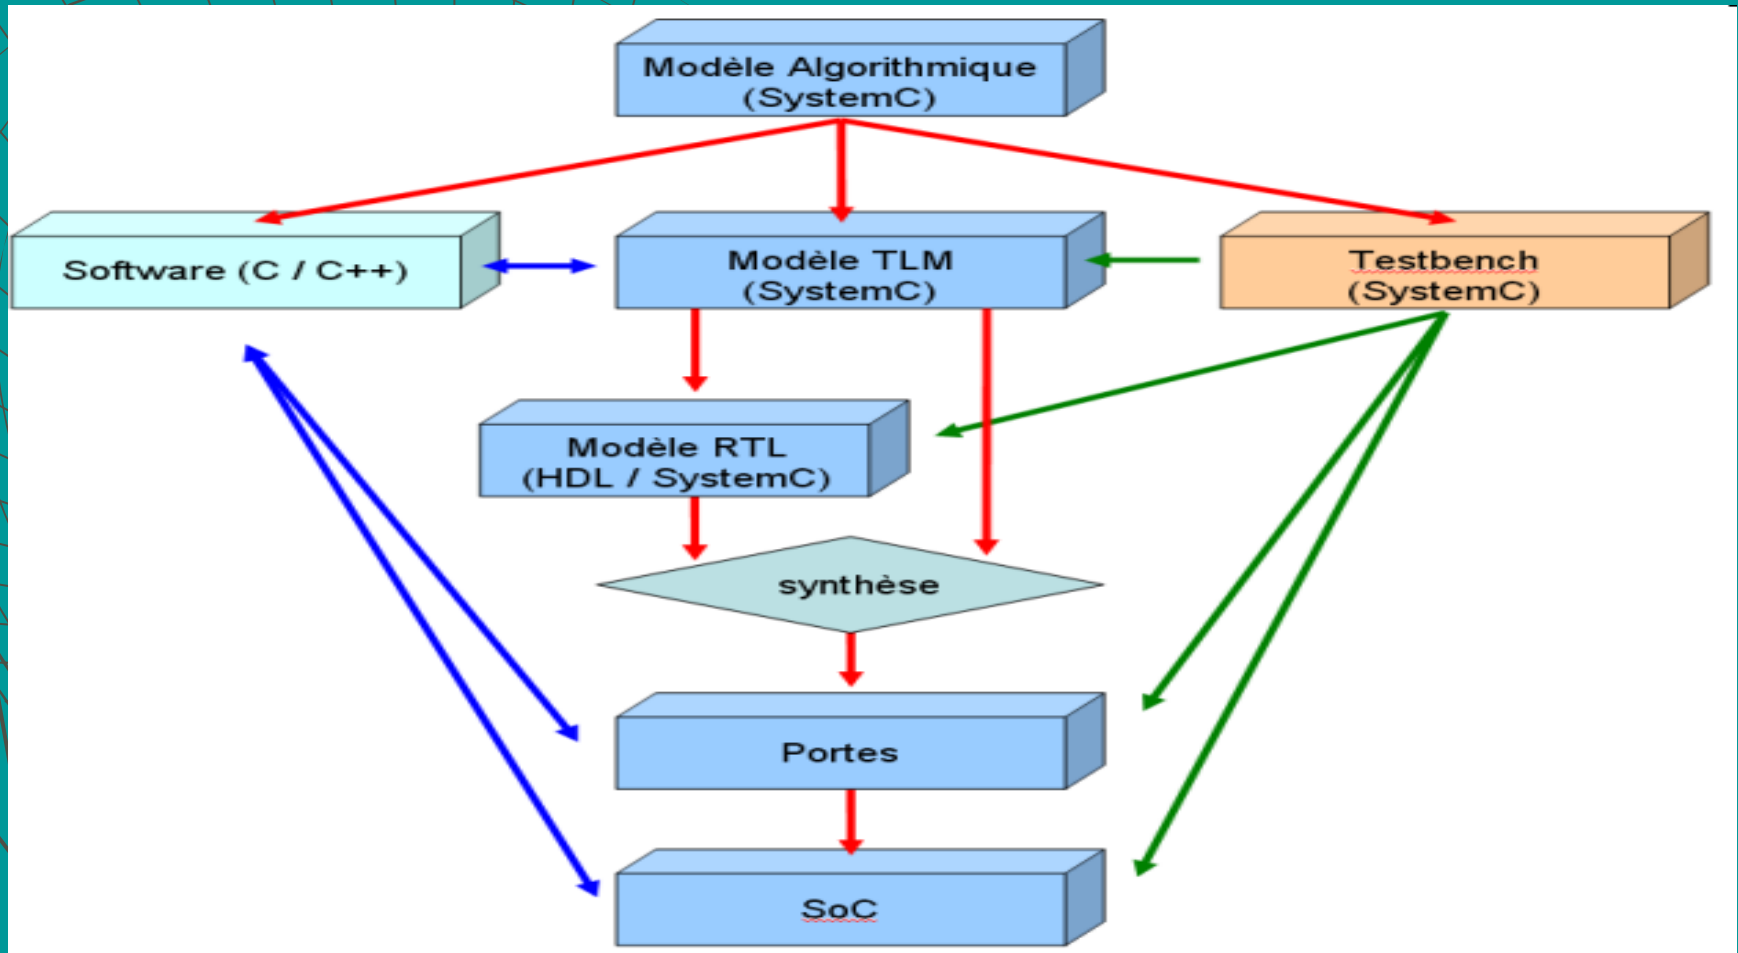 Modèle Algorithmique
(SystemC)
Software (C / C++)
Modèle TLM
(SystemC)
Testbench
(SystemC)
Modèle RTL
(HDL / SystemC)
synthèse
Portes
SoC